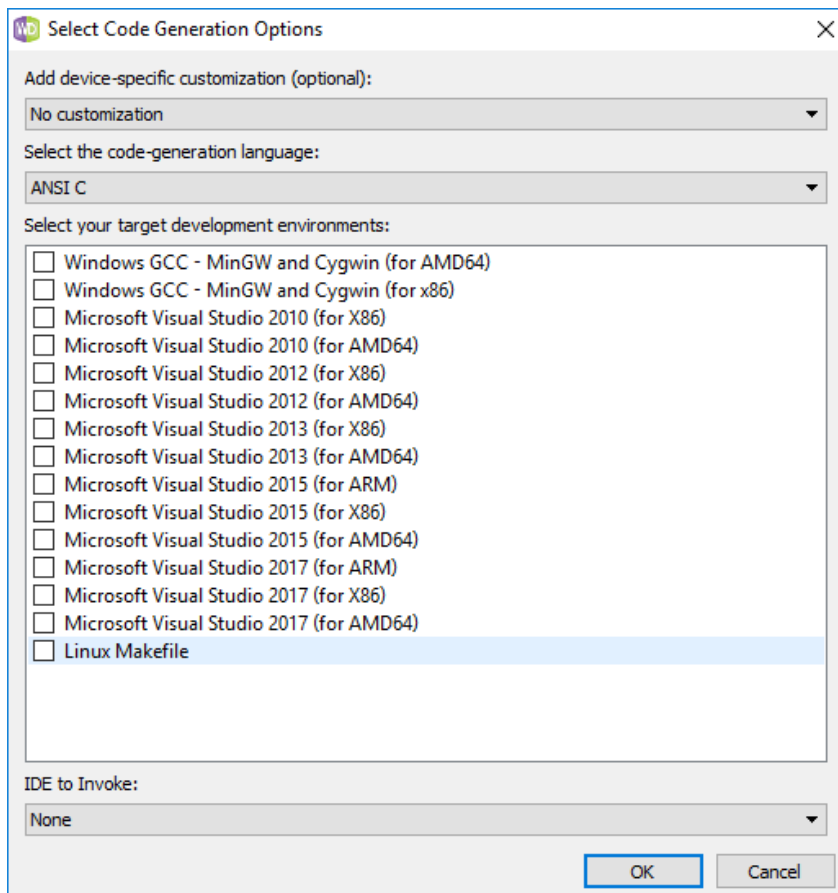 WD Select Code Generation Options
Add device-specific customization (optional):
No customization
Select the code-generation language:
ANSI C
Select your target development environments:
Windows GCC - MinGW and Cygwin (for AMD64)
Windows GCC - MinGW and Cygwin (for x86)
Microsoft Visual Studio 2010 (for X86)
Microsoft Visual Studio 2010 (for AMD64)
Microsoft Visual Studio 2012 (for X86)
Microsoft Visual Studio 2012 (for AMD64)
Microsoft Visual Studio 2013 (for X86)
Microsoft Visual Studio 2013 (for AMD64)
Microsoft Visual Studio 2015 (for ARM)
Microsoft Visual Studio 2015 (for X86)
Microsoft Visual Studio 2015 (for AMD64)
Microsoft Visual Studio 2017 (for ARM)
Microsoft Visual Studio 2017 (for X86)
Microsoft Visual Studio 2017 (for AMD64)
Linux Makefile
IDE to Invoke:
None
OK Cancel